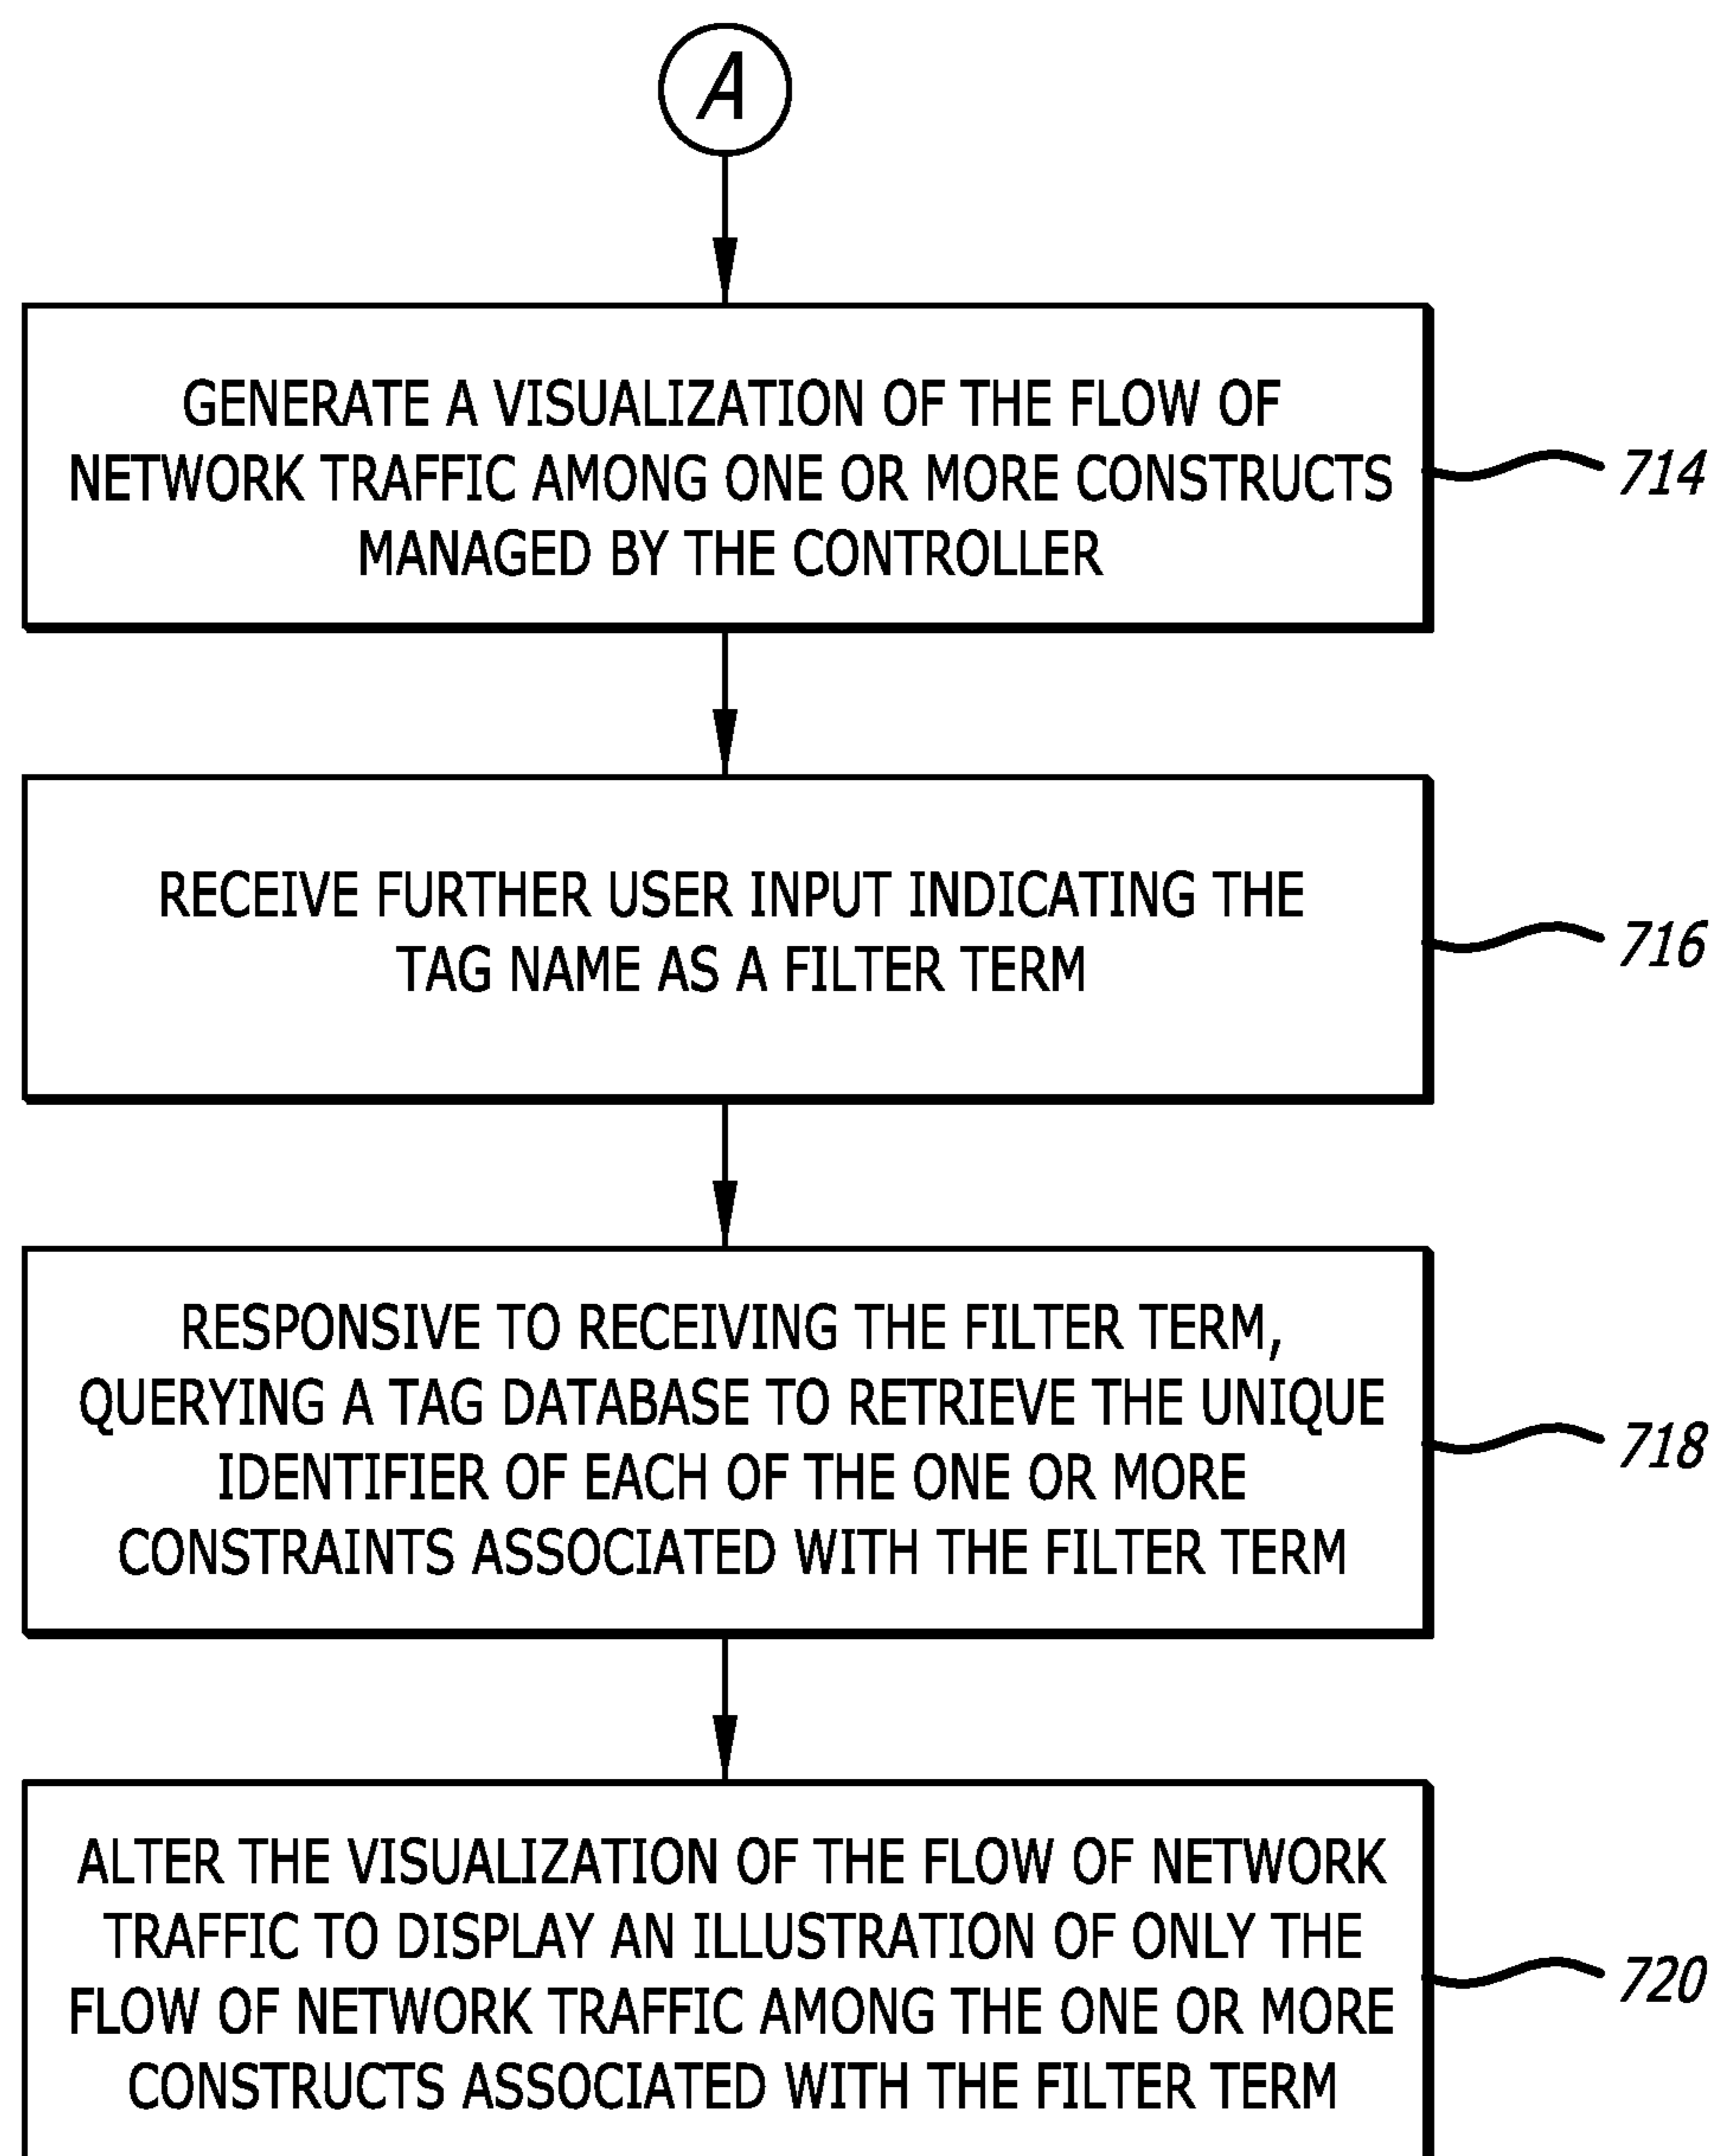 A
GENERATE A VISUALIZATION OF THE FLOW OF
NETWORK TRAFFIC AMONG ONE OR MORE CONSTRUCTS
MANAGED BY THE CONTROLLER
714
RECEIVE FURTHER USER INPUT INDICATING THE
TAG NAME AS A FILTER TERM
716
RESPONSIVE TO RECEIVING THE FILTER TERM,
QUERYING A TAG DATABASE TO RETRIEVE THE UNIQUE
IDENTIFIER OF EACH OF THE ONE OR MORE
CONSTRAINTS ASSOCIATED WITH THE FILTER TERM
718
ALTER THE VISUALIZATION OF THE FLOW OF NETWORK
TRAFFIC TO DISPLAY AN ILLUSTRATION OF ONLY THE
FLOW OF NETWORK TRAFFIC AMONG THE ONE OR MORE
CONSTRUCTS ASSOCIATED WITH THE FILTER TERM
720